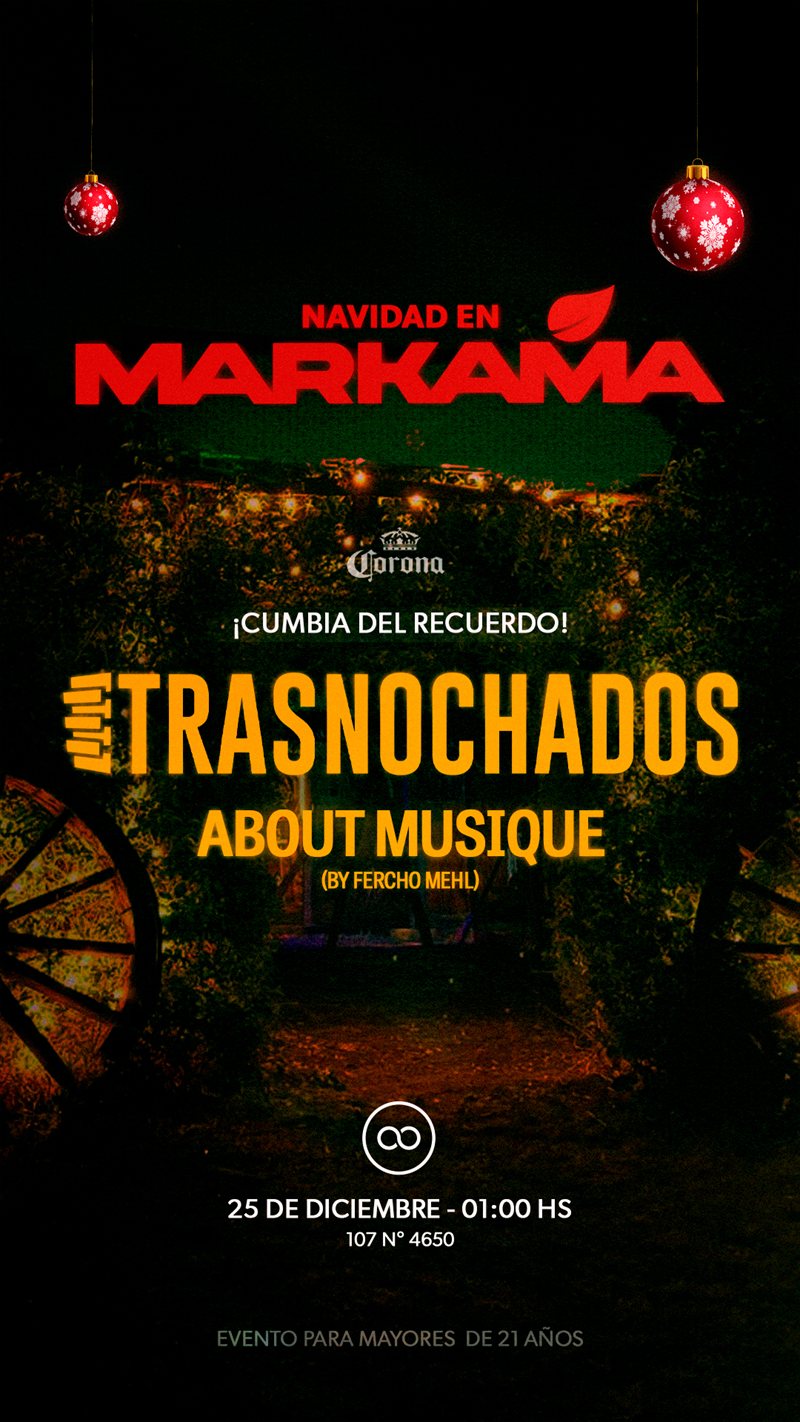 NAVIDAD EN
MARKAMA
Corona
¡CUMBIA DEL RECUERDO!
TRASNOCHADOS
ABOUT MUSIQUE
(BY FERCHO MEHL)
25 DE DICIEMBRE - 01:00 HS
107 N° 4650
EVENTO PARA MAYORES DE 21 AÑOS